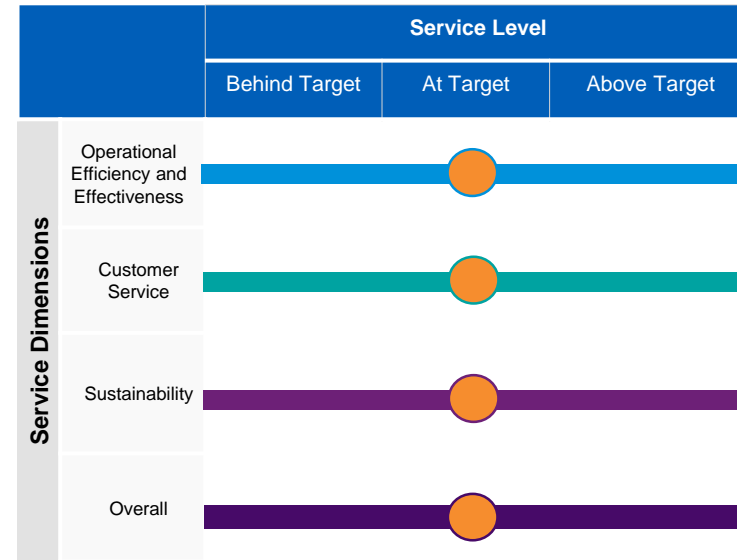 Service Level
Behind Target
At Target
Above Target
Service Dimensions
Operational
Efficiency and
Effectiveness
Customer
Service
Sustainability
Overall